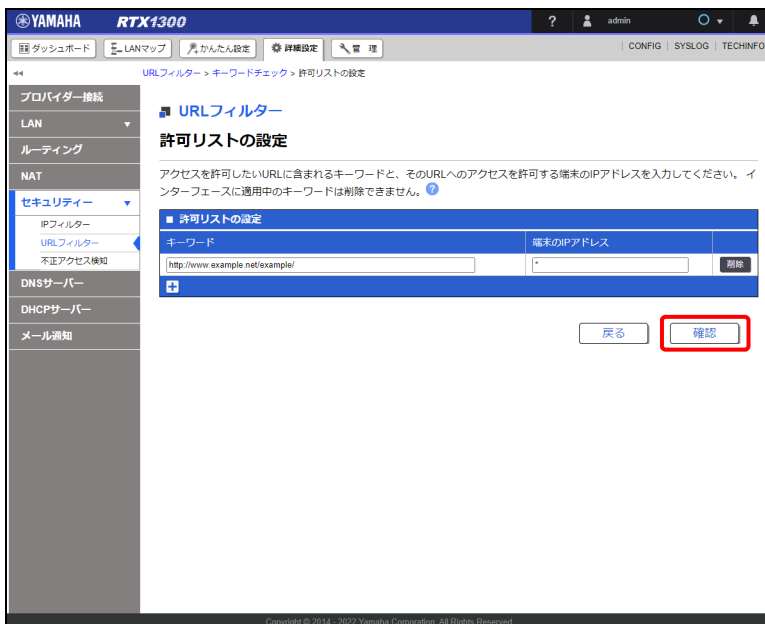 YAMAHA RTX1300 ? admin
ダッシュボード LANマップ かんたん設定 詳細設定 管 理 CONFIG SYSLOG TECHINFO
URLフィルター > キーワードチェック > 許可リストの設定
プロバイダー接続
LAN
ルーティング
NAT
セキュリティー
IPフィルター
URLフィルター
不正アクセス検知
DNSサーバー
DHCPサーバー
メール通知
URLフィルター
許可リストの設定
アクセスを許可したいURLに含まれるキーワードと、そのURLへのアクセスを許可する端末のIPアドレスを入力してください。 イ
ンターフェースに適用中のキーワードは削除できません。 ?
許可リストの設定
キーワード 端末のIPアドレス
http://www.example.net/example/ * 削除
+
戻る 確認
Copyright © 2014 - 2022 Yamaha Corporation. All Rights Reserved.